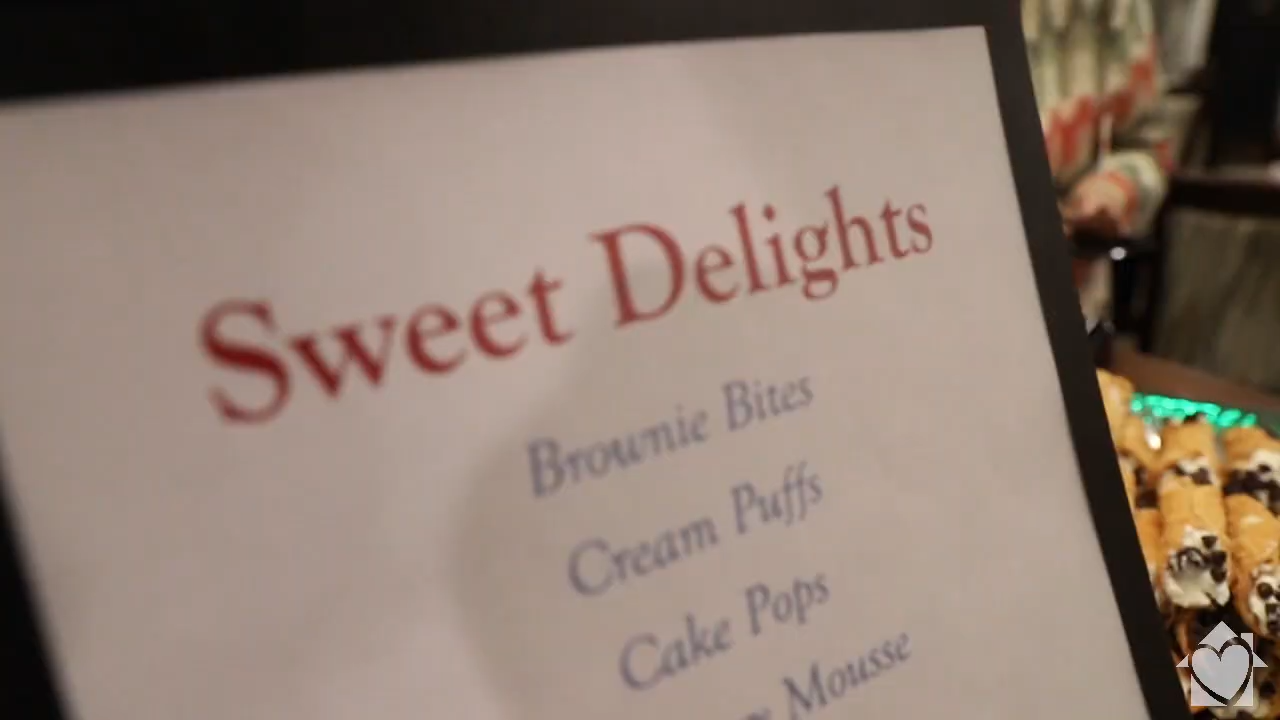 Sweet Delights
Brownie Bites
Cream Puffs
Cake Pops
Mousse